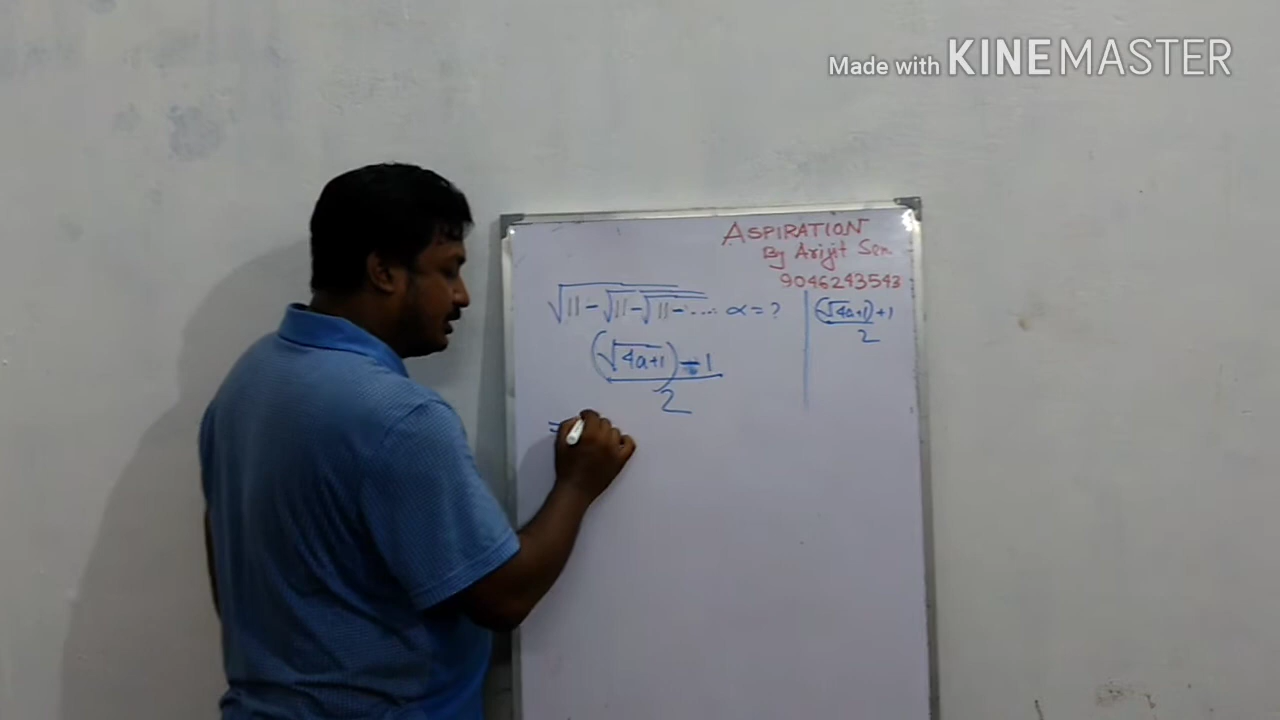 Made with KINEMASTER
ASPIRATION
By Arijit Sen
9046243543
√11-√11-√11-.... ∝ = ?
(√4a+1) - 1
2
=
(√4a+1) + 1
2